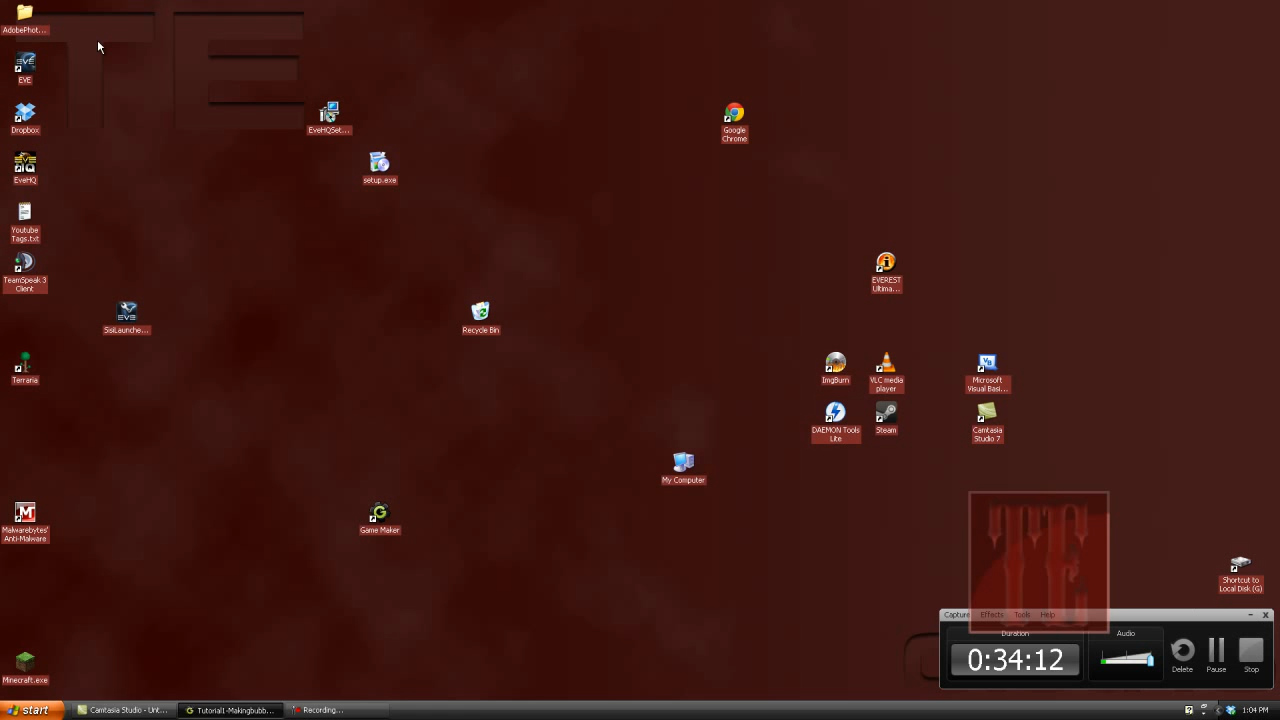 TE
AdobePhot...
EVE
Dropbox
EveHQ
Youtube
Tags.txt
TeamSpeak 3
Client
EveHQSet...
setup.exe
Google
Chrome
EVEREST
Ultima...
SisiLaunche...
Recycle Bin
Terraria
ImgBurn
VLC media
player
Microsoft
Visual Basi...
DAEMON Tools
Lite
Steam
Camtasia
Studio 7
My Computer
Malwarebytes'
Anti-Malware
Game Maker
TUTE
Shortcut to
Local Disk (G)
Capture Effects Tools Help
Duration
Audio
0:34:12
Delete
Pause
Stop
Minecraft.exe
start
Camtasia Studio - Unt...
Tutorial1-Makingbubb...
Recording...
1:04 PM